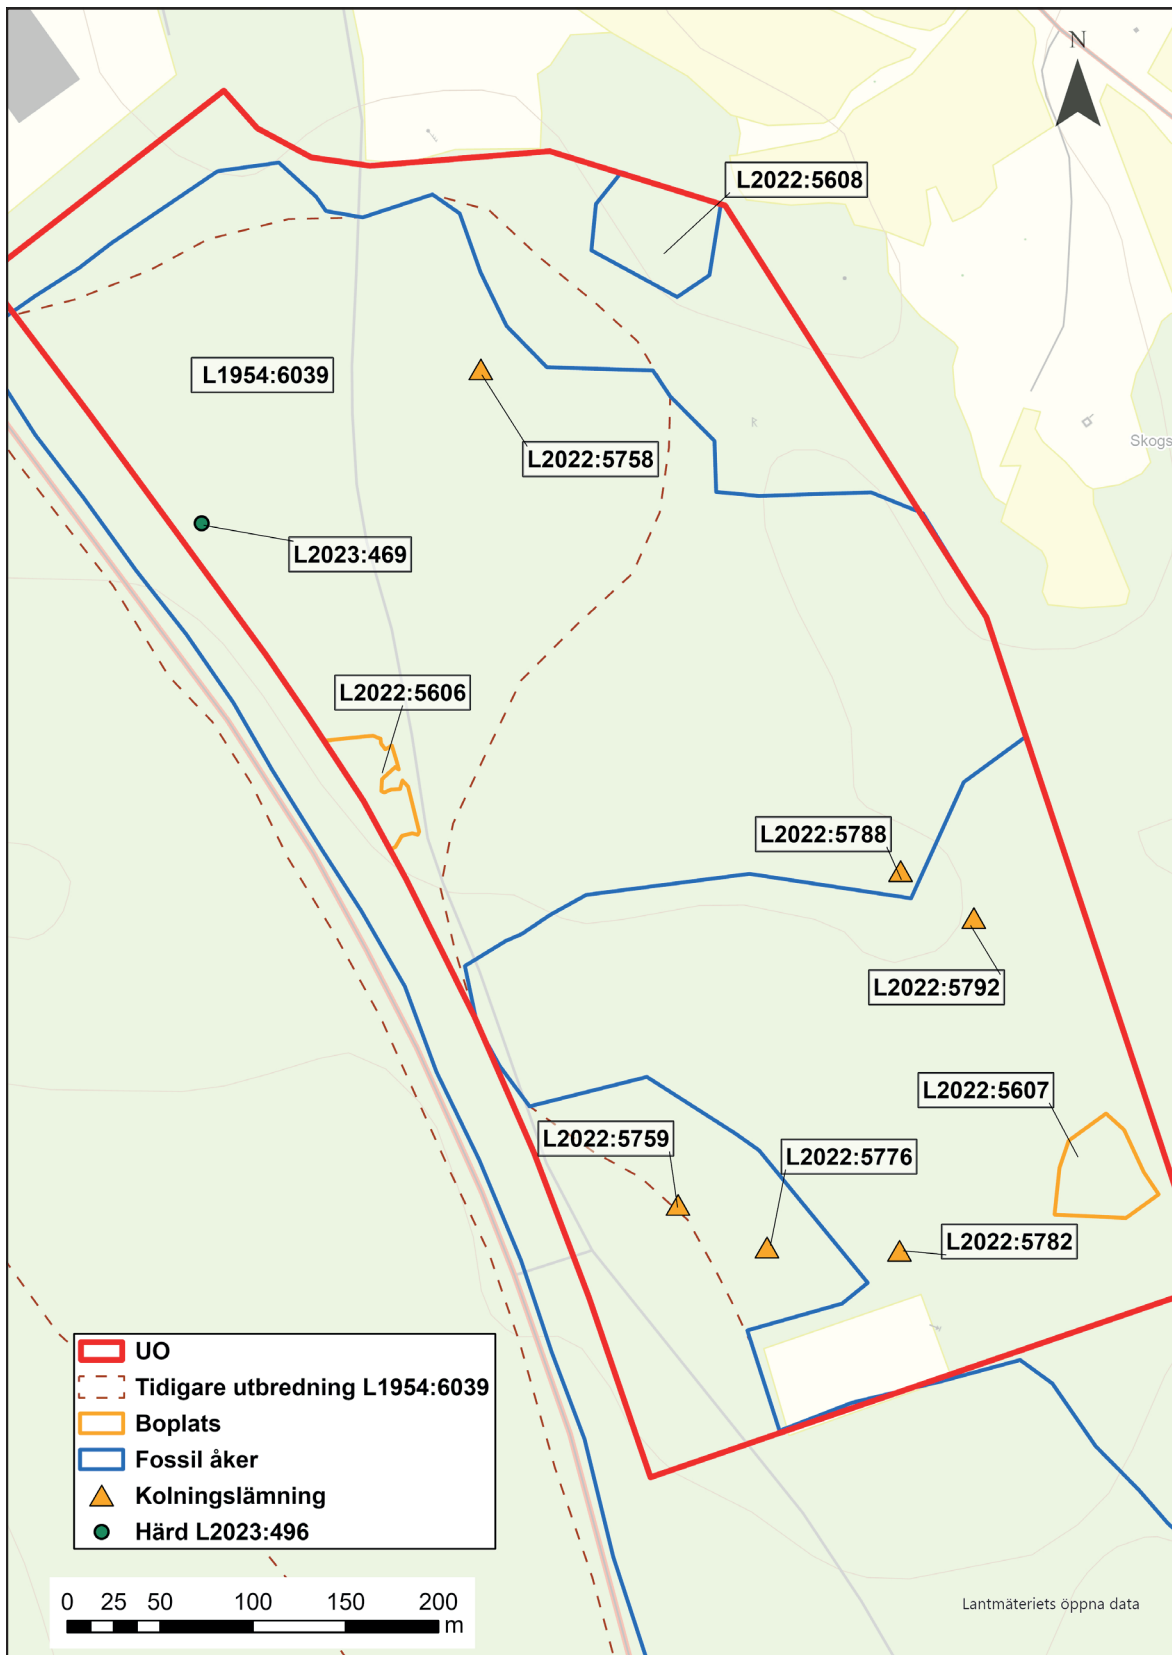 N
L2022:5608
L1954:6039
L2022:5758
Skogs
R
L2023:469
L2022:5606
L2022:5788
L2022:5792
L2022:5607
L2022:5759
L2022:5776
L2022:5782
UO
Tidigare utbredning L1954:6039
Boplats
Fossil åker
Kolningslämning
Härd L2023:496
0 25 50 100 150 200
m
Lantmäteriets öppna data